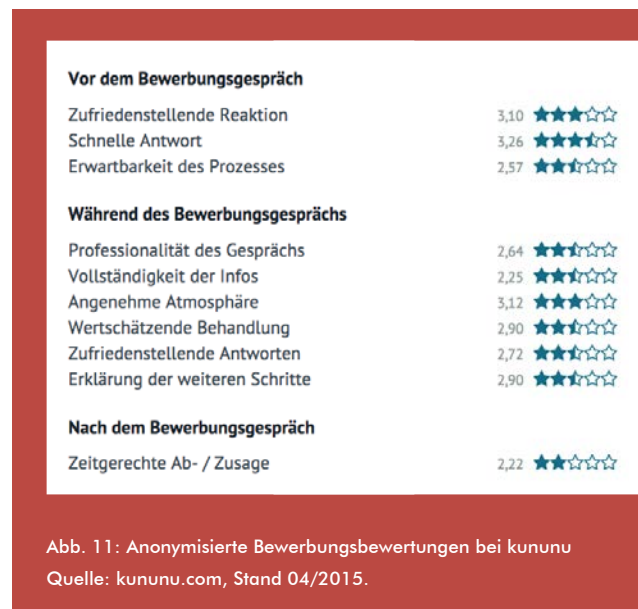 Vor dem Bewerbungsgespräch
Zufriedenstellende Reaktion 3,10
Schnelle Antwort 3,26
Erwartbarkeit des Prozesses 2,57
Während des Bewerbungsgesprächs
Professionalität des Gesprächs 2,64
Vollständigkeit der Infos 2,25
Angenehme Atmosphäre 3,12
Wertschätzende Behandlung 2,90
Zufriedenstellende Antworten 2,72
Erklärung der weiteren Schritte 2,90
Nach dem Bewerbungsgespräch
Zeitgerechte Ab- / Zusage 2,22
Abb. 11: Anonymisierte Bewerbungsbewertungen bei kununu
Quelle: kununu.com, Stand 04/2015.